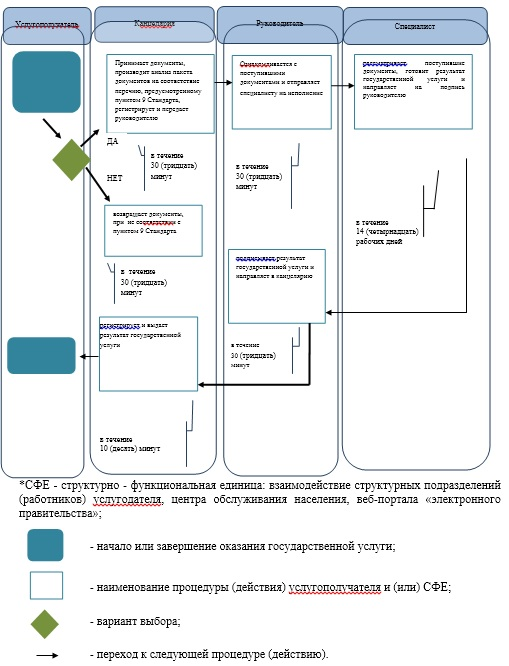 Услугополучатель
Канцелярия
Руководитель
Специалист
Принимает документы,
производит анализ пакета
документов на соответствие
перечню, предусмотренному
пунктом 9 Стандарта,
регистрирует и передает
руководителю
Ознакамливается с
поступившими
документами и отправляет
специалисту на исполнение
рассматривает поступившие
документы, готовит результат
государственной услуги и
направляет на подпись
руководителю
ДА
НЕТ
в течение
30 (тридцать)
минут
в течение
30 (тридцать)
минут
в течение
14 (четырнадцать)
рабочих дней
возвращает документы,
при не соответствии с
пунктом 9 Стандарта
в течение
30 (тридцать)
минут
подписывает результат
государственной услуги и
направляет в канцелярию
регистрирует и выдает
результат государственной
услуги
в течение
30 (тридцать)
минут
в течение
10 (десять) минут
*СФЕ - структурно - функциональная единица: взаимодействие структурных подразделений
(работников) услугодателя, центра обслуживания населения, веб-портала «электронного
правительства»;
- начало или завершение оказания государственной услуги;
- наименование процедуры (действия) услугополучателя и (или) СФЕ;
- вариант выбора;
- переход к следующей процедуре (действию).